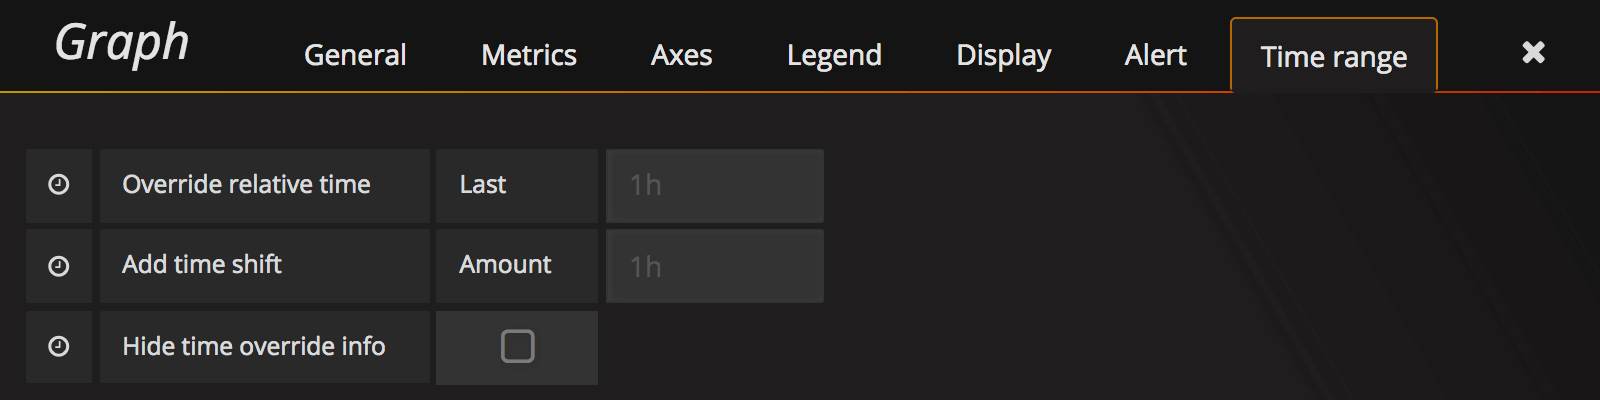 Graph General Metrics Axes Legend Display Alert Time range
Override relative time Last 1h
Add time shift Amount 1h
Hide time override info